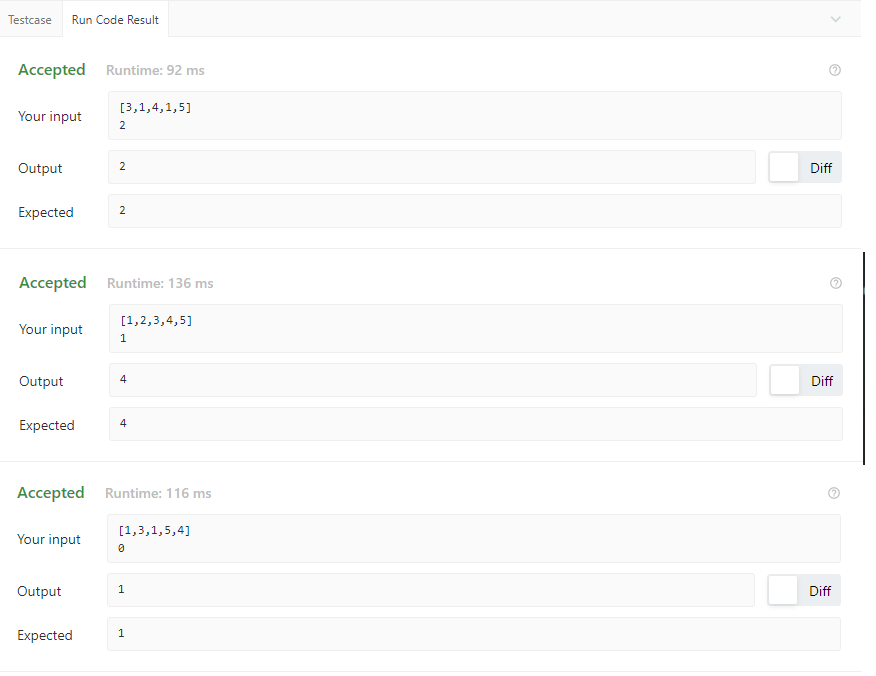 Testcase Run Code Result
Accepted Runtime: 92 ms
Your input
[3,1,4,1,5]
2
Output 2 Diff
Expected 2
Accepted Runtime: 136 ms
Your input
[1,2,3,4,5]
1
Output 4 Diff
Expected 4
Accepted Runtime: 116 ms
Your input
[1,3,1,5,4]
0
Output 1 Diff
Expected 1